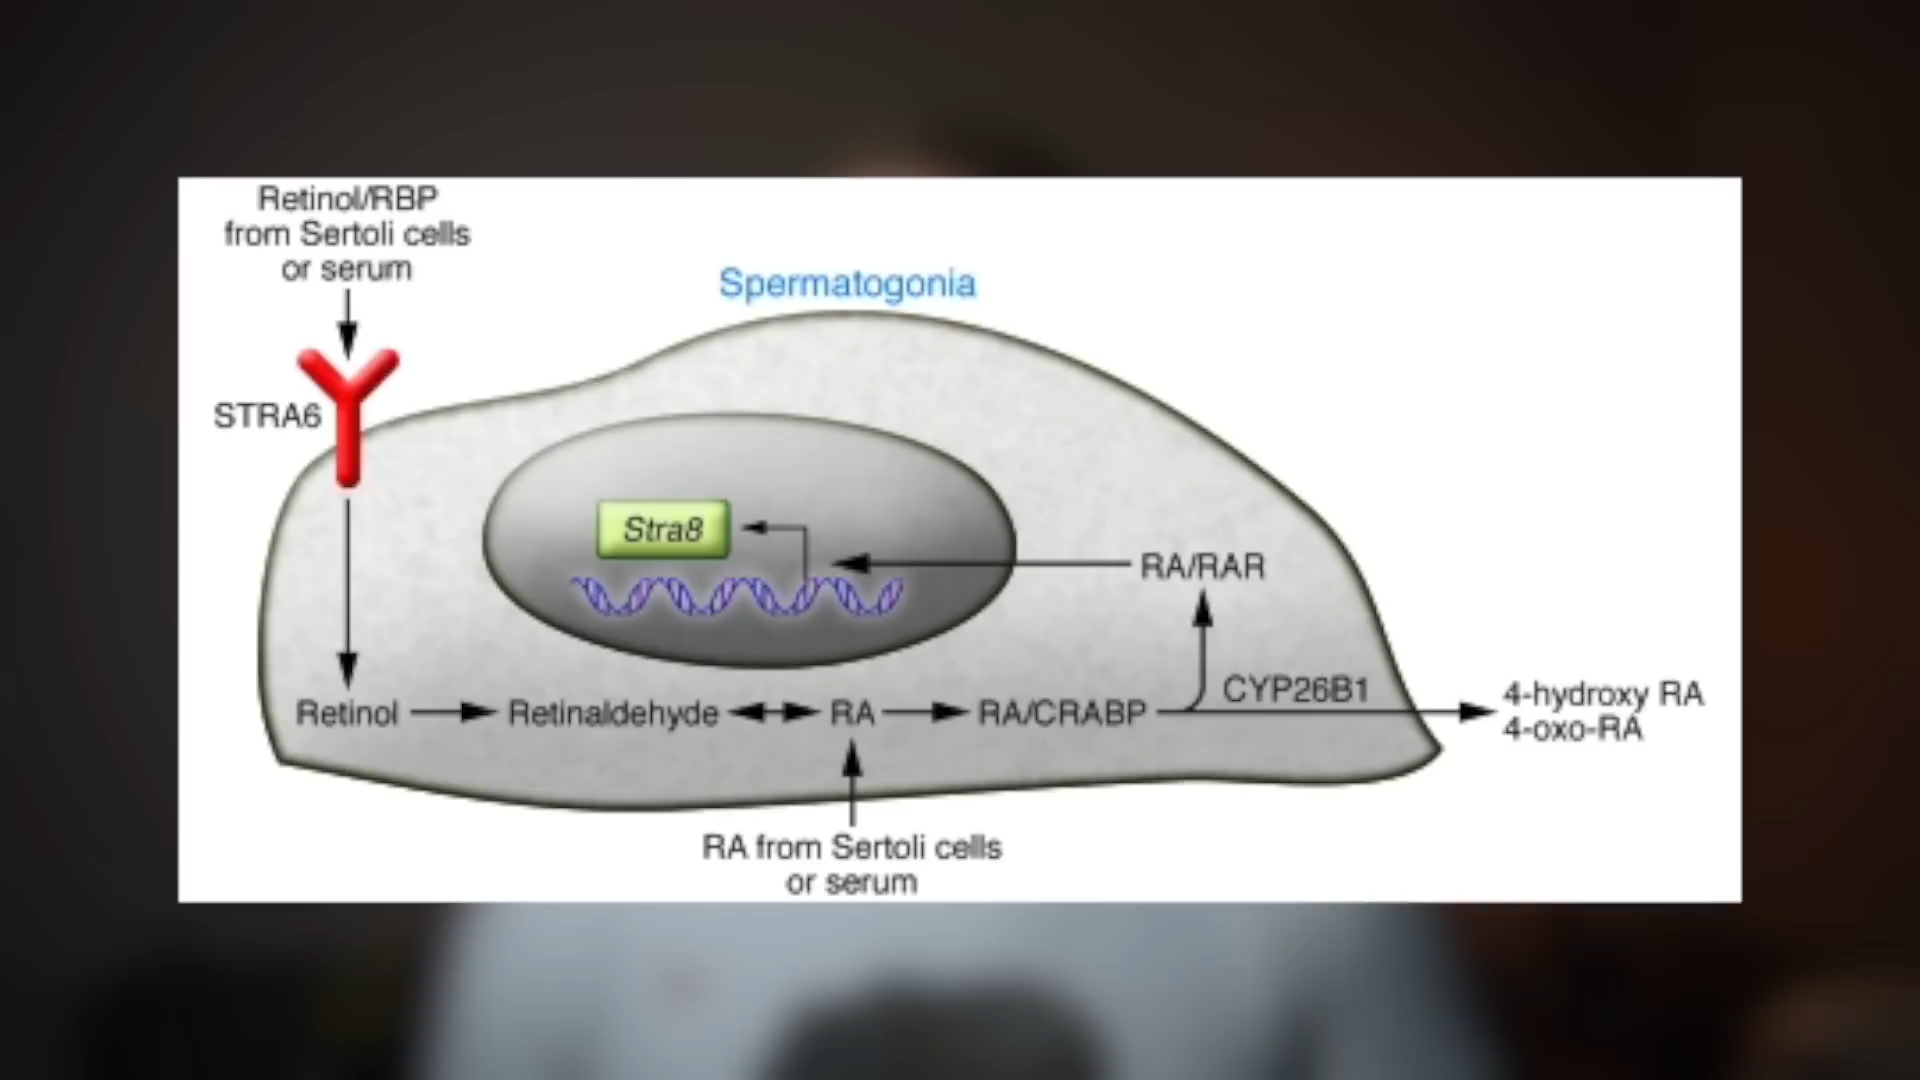 Retinol/RBP
from Sertoli cells
or serum
Spermatogonia
STRA6
Stra8
RA/RAR
CYP26B1
Retinol
Retinaldehyde
RA
RA/CRABP
4-hydroxy RA
4-oxo-RA
RA from Sertoli cells
or serum